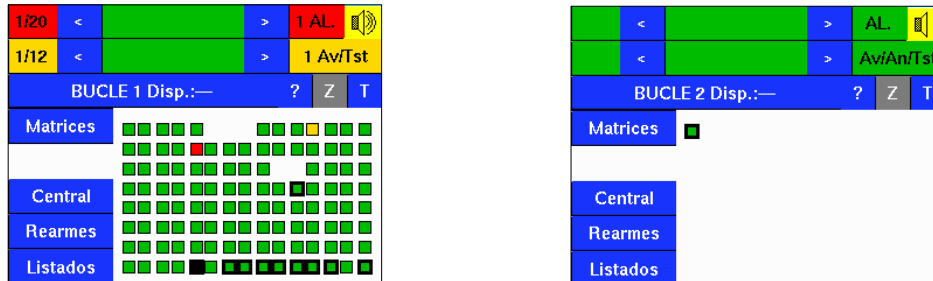 1/20 < > 1 AL.
1/12 < > 1 Av/Tst
BUCLE 1 Disp.:— ? Z T
Matrices
Central
Rearmes
Listados
< > AL.
< > Av/An/Tst
BUCLE 2 Disp.:— ? Z T
Matrices
Central
Rearmes
Listados